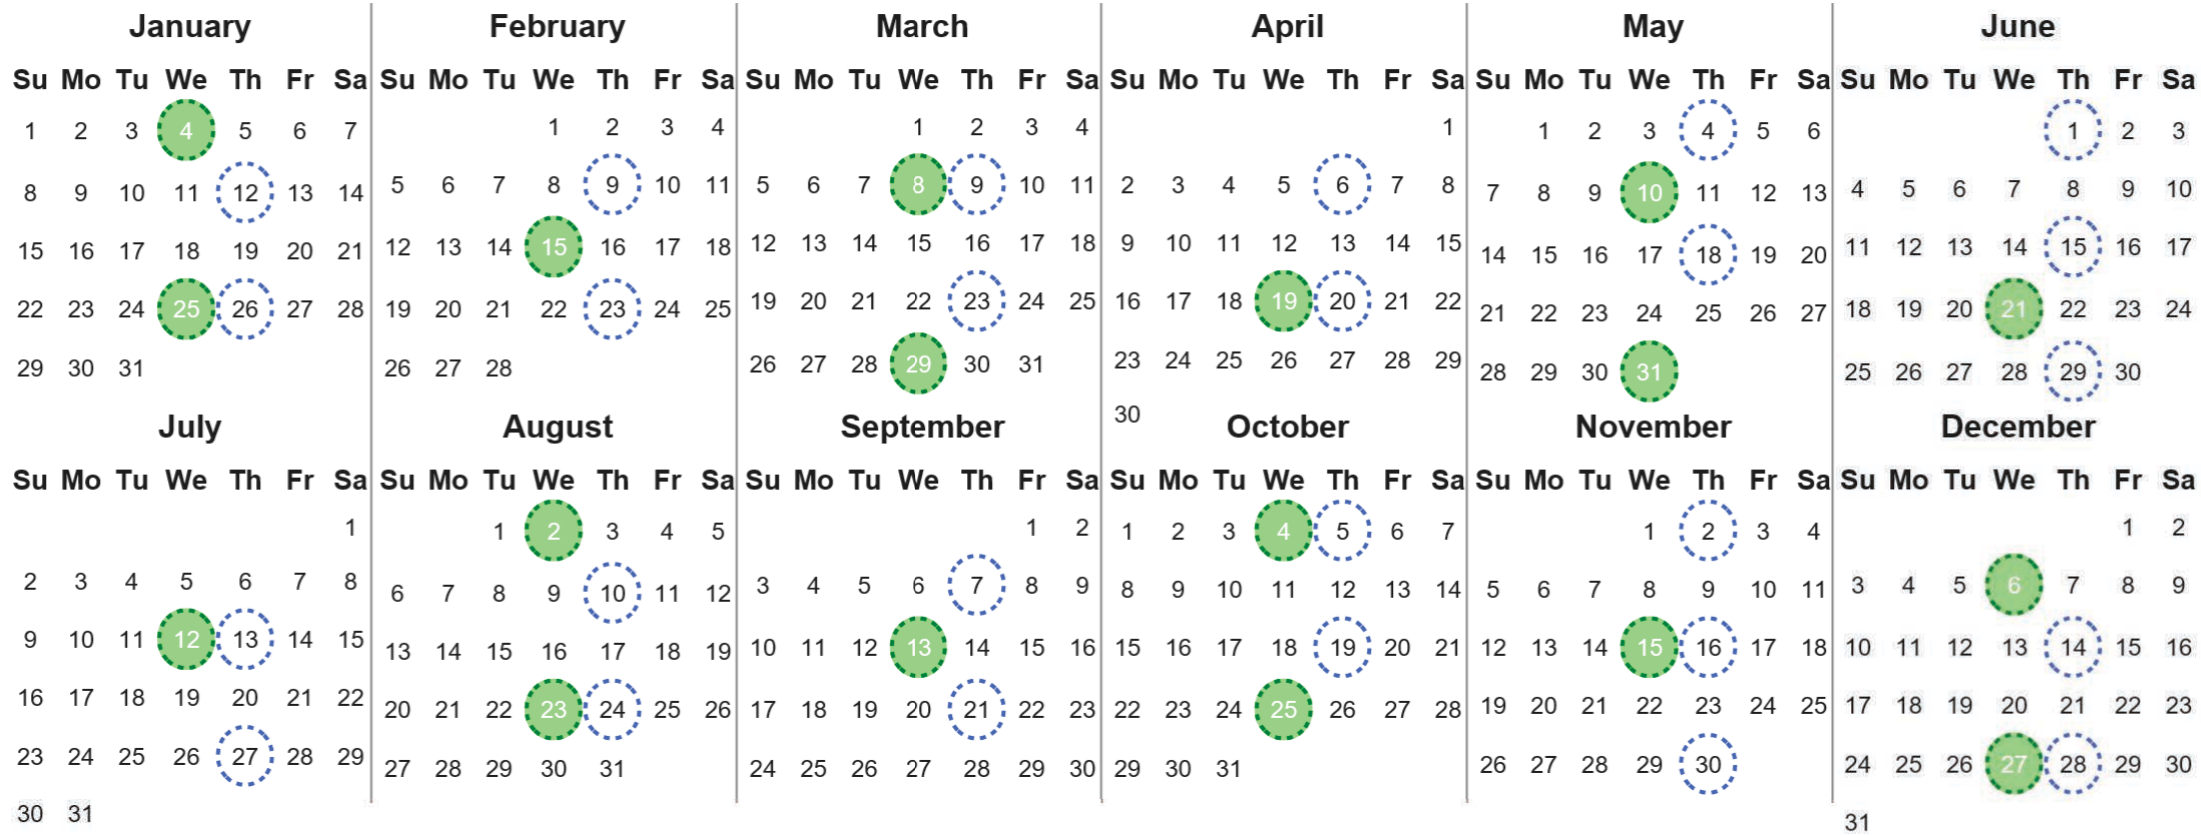 January February March April May June
Su Mo Tu We Th Fr Sa Su Mo Tu We Th Fr Sa Su Mo Tu We Th Fr Sa Su Mo Tu We Th Fr Sa Su Mo Tu We Th Fr Sa Su Mo Tu We Th Fr Sa
1 2 3 4 5 6 7 1 2 3 4 1 2 3 4 1 1 2 3 4 5 6 1 2 3
8 9 10 11 12 13 14 5 6 7 8 9 10 11 5 6 7 8 9 10 11 2 3 4 5 6 7 8 7 8 9 10 11 12 13 4 5 6 7 8 9 10
15 16 17 18 19 20 21 12 13 14 15 16 17 18 12 13 14 15 16 17 18 9 10 11 12 13 14 15 14 15 16 17 18 19 20 11 12 13 14 15 16 17
22 23 24 25 26 27 28 19 20 21 22 23 24 25 19 20 21 22 23 24 25 16 17 18 19 20 21 22 21 22 23 24 25 26 27 18 19 20 21 22 23 24
29 30 31 26 27 28 26 27 28 29 30 31 23 24 25 26 27 28 29 28 29 30 31 25 26 27 28 29 30
30
July August September October November December
Su Mo Tu We Th Fr Sa Su Mo Tu We Th Fr Sa Su Mo Tu We Th Fr Sa Su Mo Tu We Th Fr Sa Su Mo Tu We Th Fr Sa Su Mo Tu We Th Fr Sa
1 1 2 3 4 5 1 2 1 2 3 4 5 6 7 1 2 3 4 1 2
2 3 4 5 6 7 8 6 7 8 9 10 11 12 3 4 5 6 7 8 9 8 9 10 11 12 13 14 5 6 7 8 9 10 11 3 4 5 6 7 8 9
9 10 11 12 13 14 15 13 14 15 16 17 18 19 10 11 12 13 14 15 16 15 16 17 18 19 20 21 12 13 14 15 16 17 18 10 11 12 13 14 15 16
16 17 18 19 20 21 22 20 21 22 23 24 25 26 17 18 19 20 21 22 23 22 23 24 25 26 27 28 19 20 21 22 23 24 25 17 18 19 20 21 22 23
23 24 25 26 27 28 29 27 28 29 30 31 24 25 26 27 28 29 30 29 30 31 26 27 28 29 30 24 25 26 27 28 29 30
30 31 31